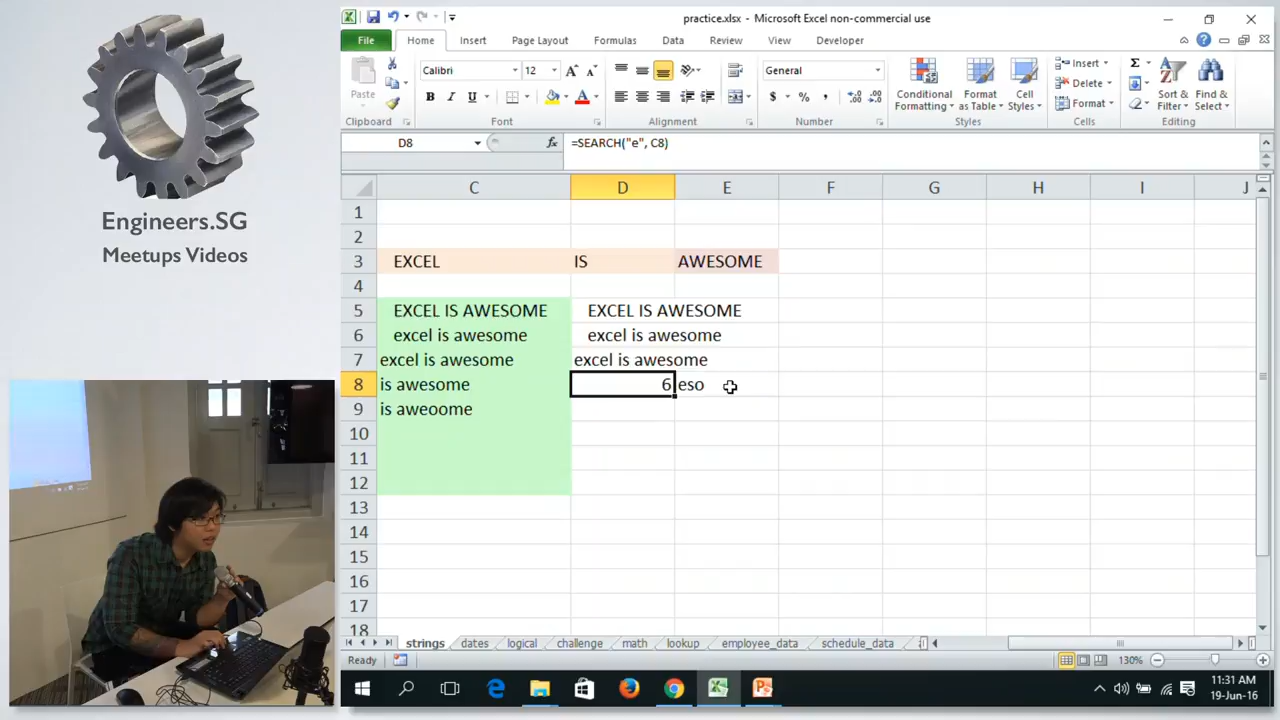 Engineers.SG
Meetups Videos
practice.xlsx - Microsoft Excel non-commercial use
File Home Insert Page Layout Formulas Data Review View Developer
Paste
Calibri 12
B I U
A
General
$ % ,
Conditional Formatting
Format as Table
Cell Styles
Insert
Delete
Format
Σ
Sort & Filter
Find & Select
Clipboard Font Alignment Number Styles Cells Editing
D8 fx =SEARCH("e", C8)
C D E F G H I J
1
2
3 EXCEL IS AWESOME
4
5 EXCEL IS AWESOME EXCEL IS AWESOME
6 excel is awesome excel is awesome
7 excel is awesome excel is awesome
8 is awesome 6 eso
9 is aweoome
10
11
12
13
14
15
16
17
18
strings dates logical challenge math lookup employee_data schedule_data
Ready 130%
11:31 AM
19-Jun-16